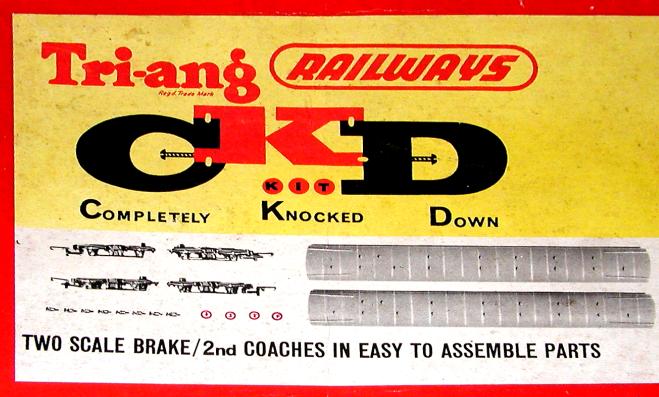 Tri-ang RAILWAYS
Regd. Trade Mark
CKD
KIT
COMPLETELY KNOCKED DOWN
TWO SCALE BRAKE/2nd COACHES IN EASY TO ASSEMBLE PARTS